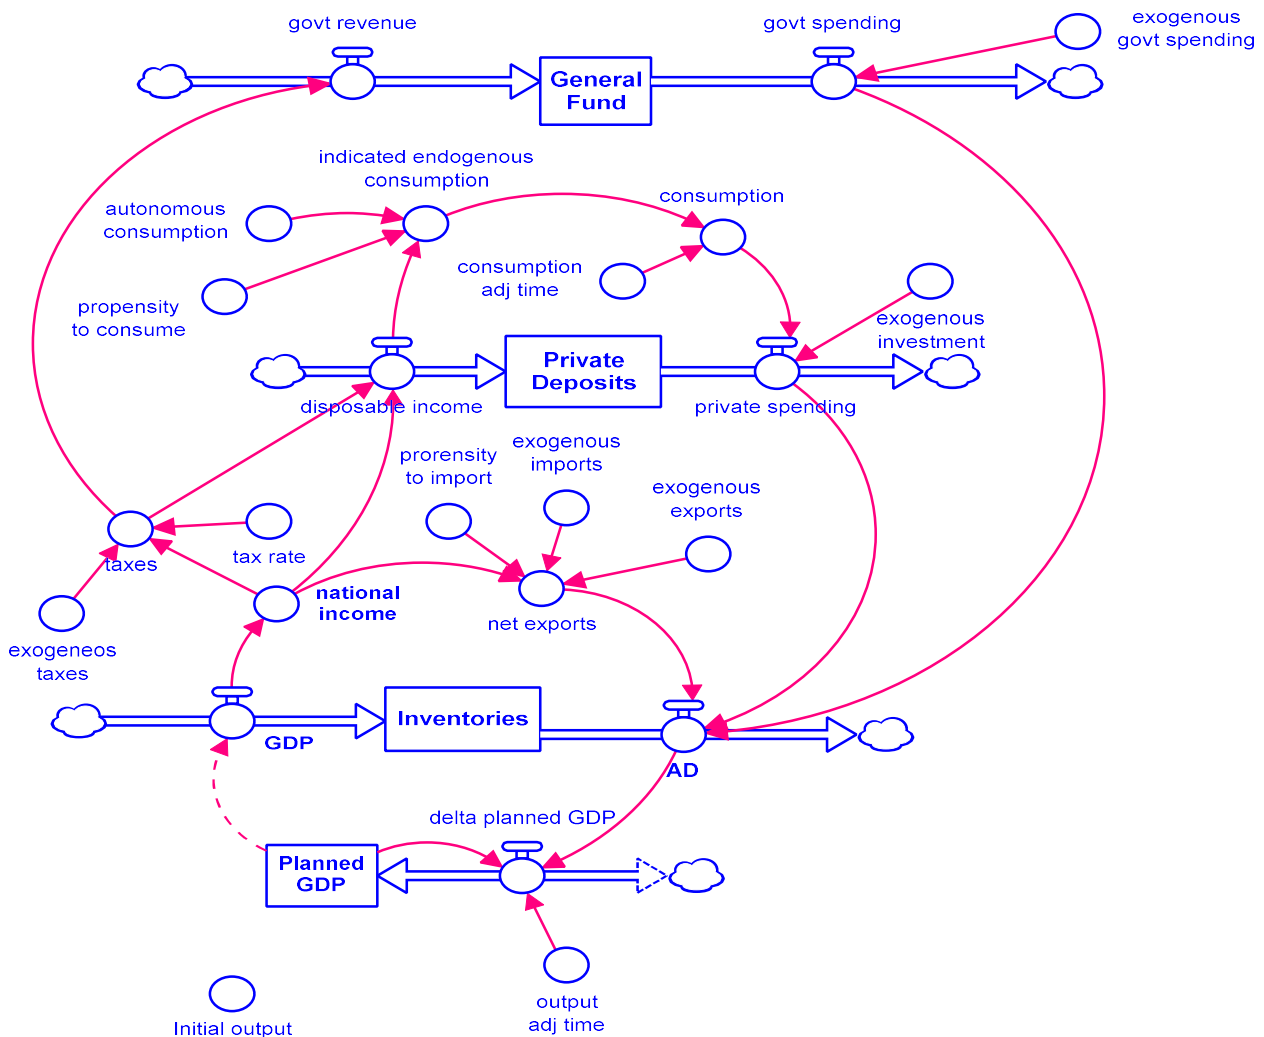 govt revenue
govt spending
exogenous
govt spending
General
Fund
indicated endogenous
consumption
autonomous
consumption
consumption
consumption
adj time
propensity
to consume
exogenous
investment
Private
Deposits
disposable income
private spending
prorensity
to import
exogenous
imports
exogenous
exports
taxes
tax rate
national
income
net exports
exogeneos
taxes
Inventories
GDP
AD
delta planned GDP
Planned
GDP
output
adj time
Initial output